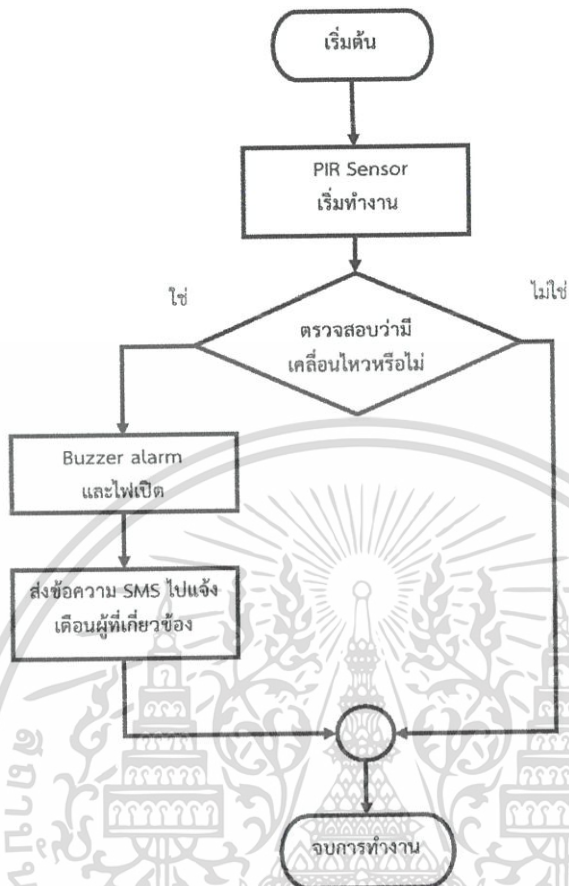 เริ่มต้น
PIR Sensor
เริ่มทำงาน
ใช่
ไม่ใช่
ตรวจสอบว่ามี
เคลื่อนไหวหรือไม่
Buzzer alarm
และไฟเปิด
ส่งข้อความ SMS ไปแจ้ง
เตือนผู้ที่เกี่ยวข้อง
จบการทำงาน